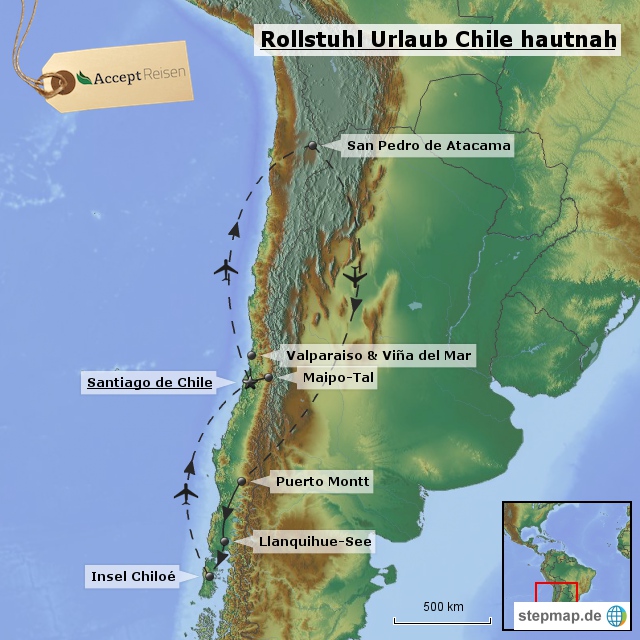 Rollstuhl Urlaub Chile hautnah
Accept Reisen
San Pedro de Atacama
Valparaiso & Viña del Mar
Maipo-Tal
Santiago de Chile
Puerto Montt
Llanquihue-See
Insel Chiloé
500 km
stepmap.de